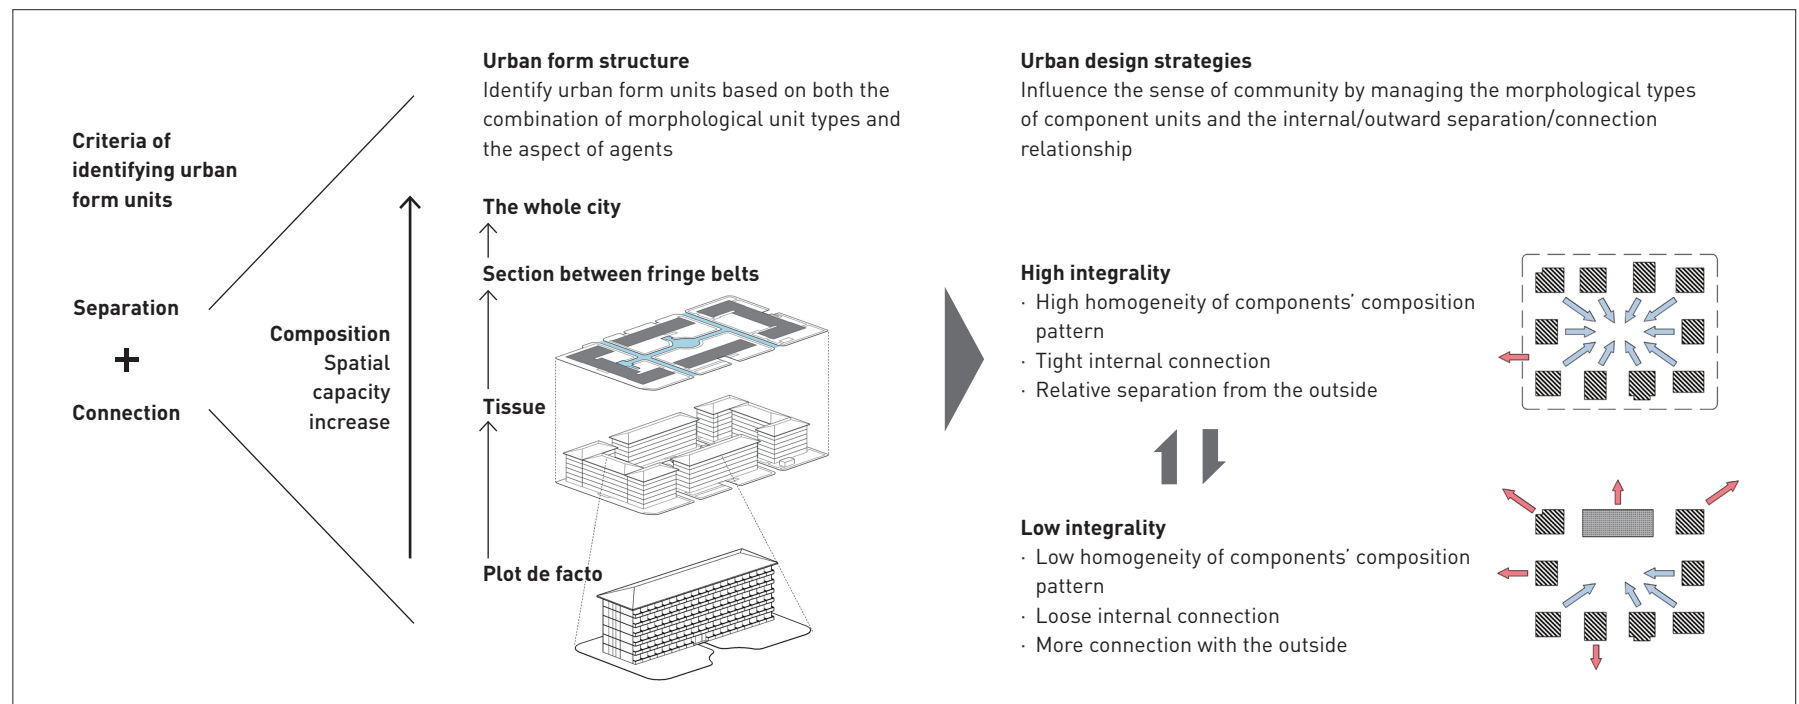 Criteria of
identifying urban
form units
Separation
+
Connection
Composition
Spatial
capacity
increase
Urban form structure
Identify urban form units based on both the
combination of morphological unit types and
the aspect of agents
The whole city
Section between fringe belts
Tissue
Plot de facto
Urban design strategies
Influence the sense of community by managing the morphological types
of component units and the internal/outward separation/connection
relationship
High integrality
· High homogeneity of components’ composition
pattern
· Tight internal connection
· Relative separation from the outside
Low integrality
· Low homogeneity of components’ composition
pattern
· Loose internal connection
· More connection with the outside